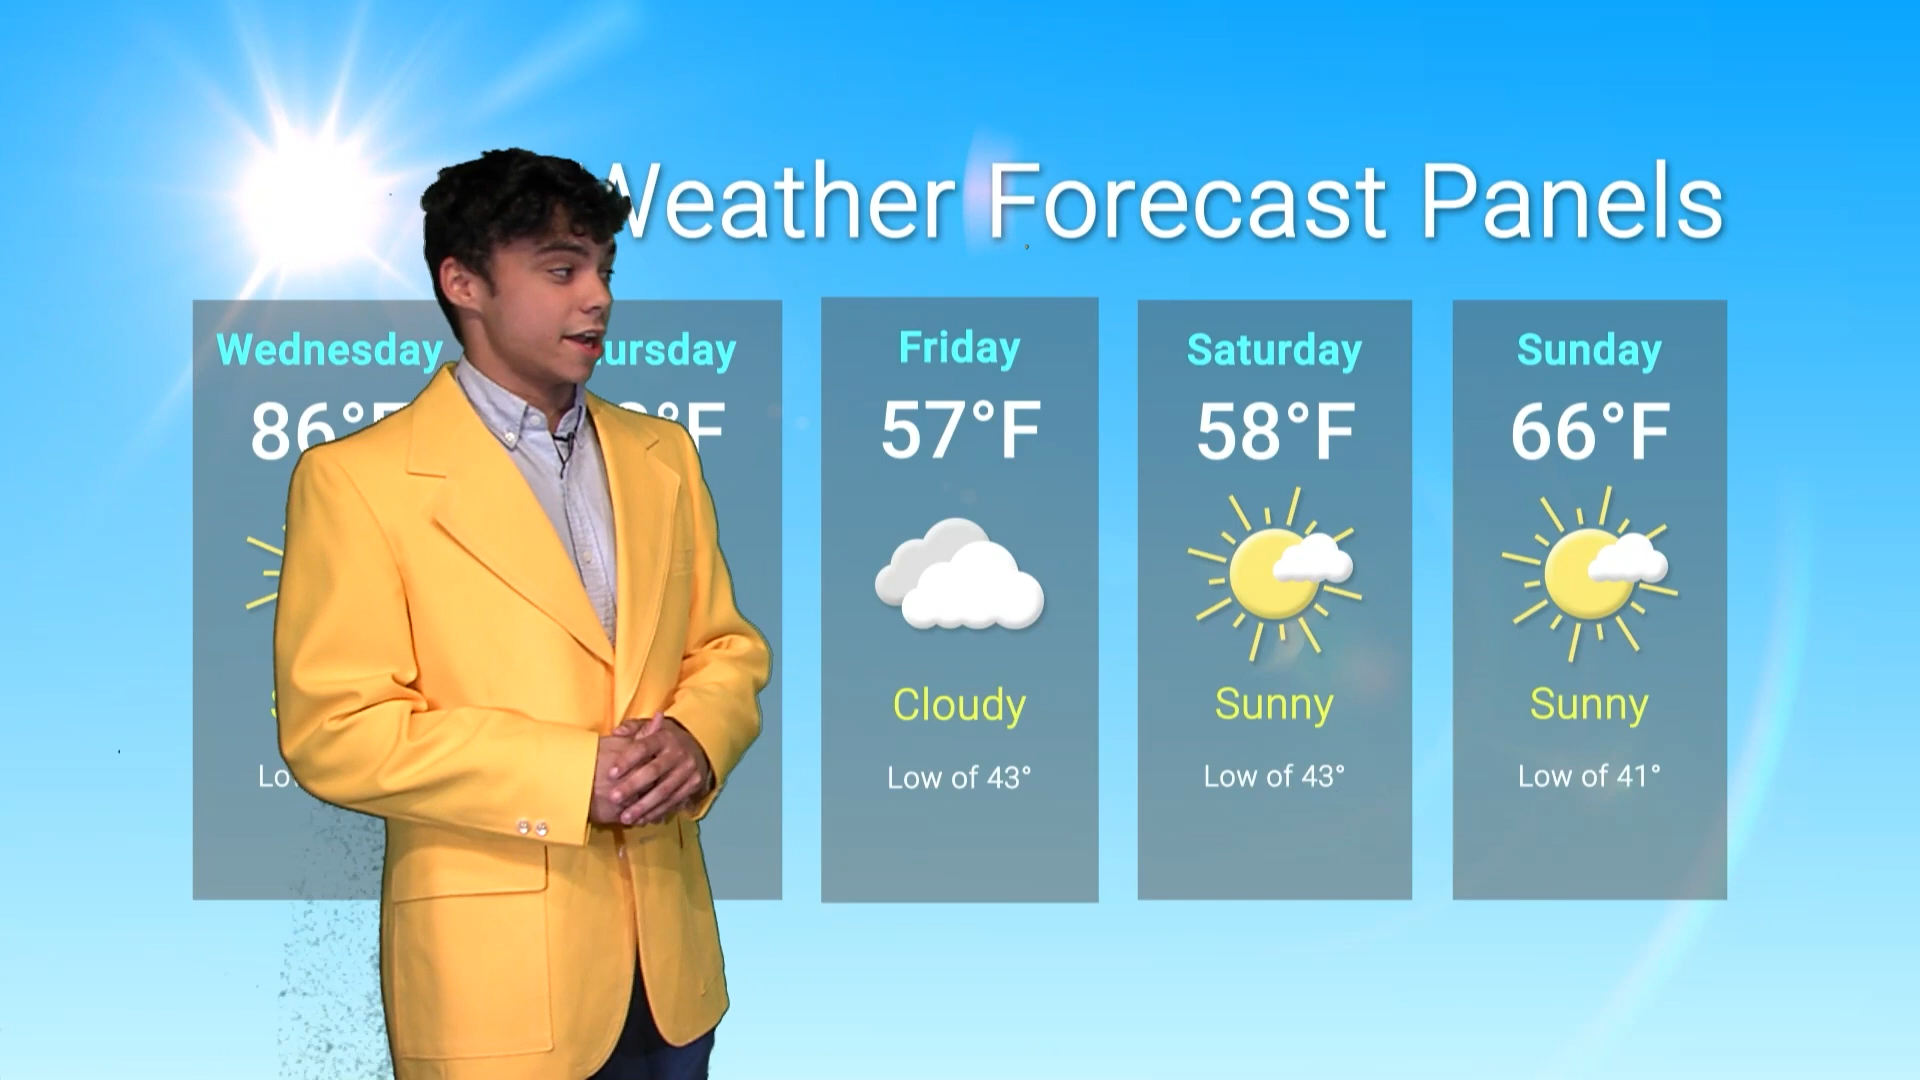 Weather Forecast Panels
Wednesday
86°F
Friday
57°F
Cloudy
Low of 43°
Saturday
58°F
Sunny
Low of 43°
Sunday
66°F
Sunny
Low of 41°